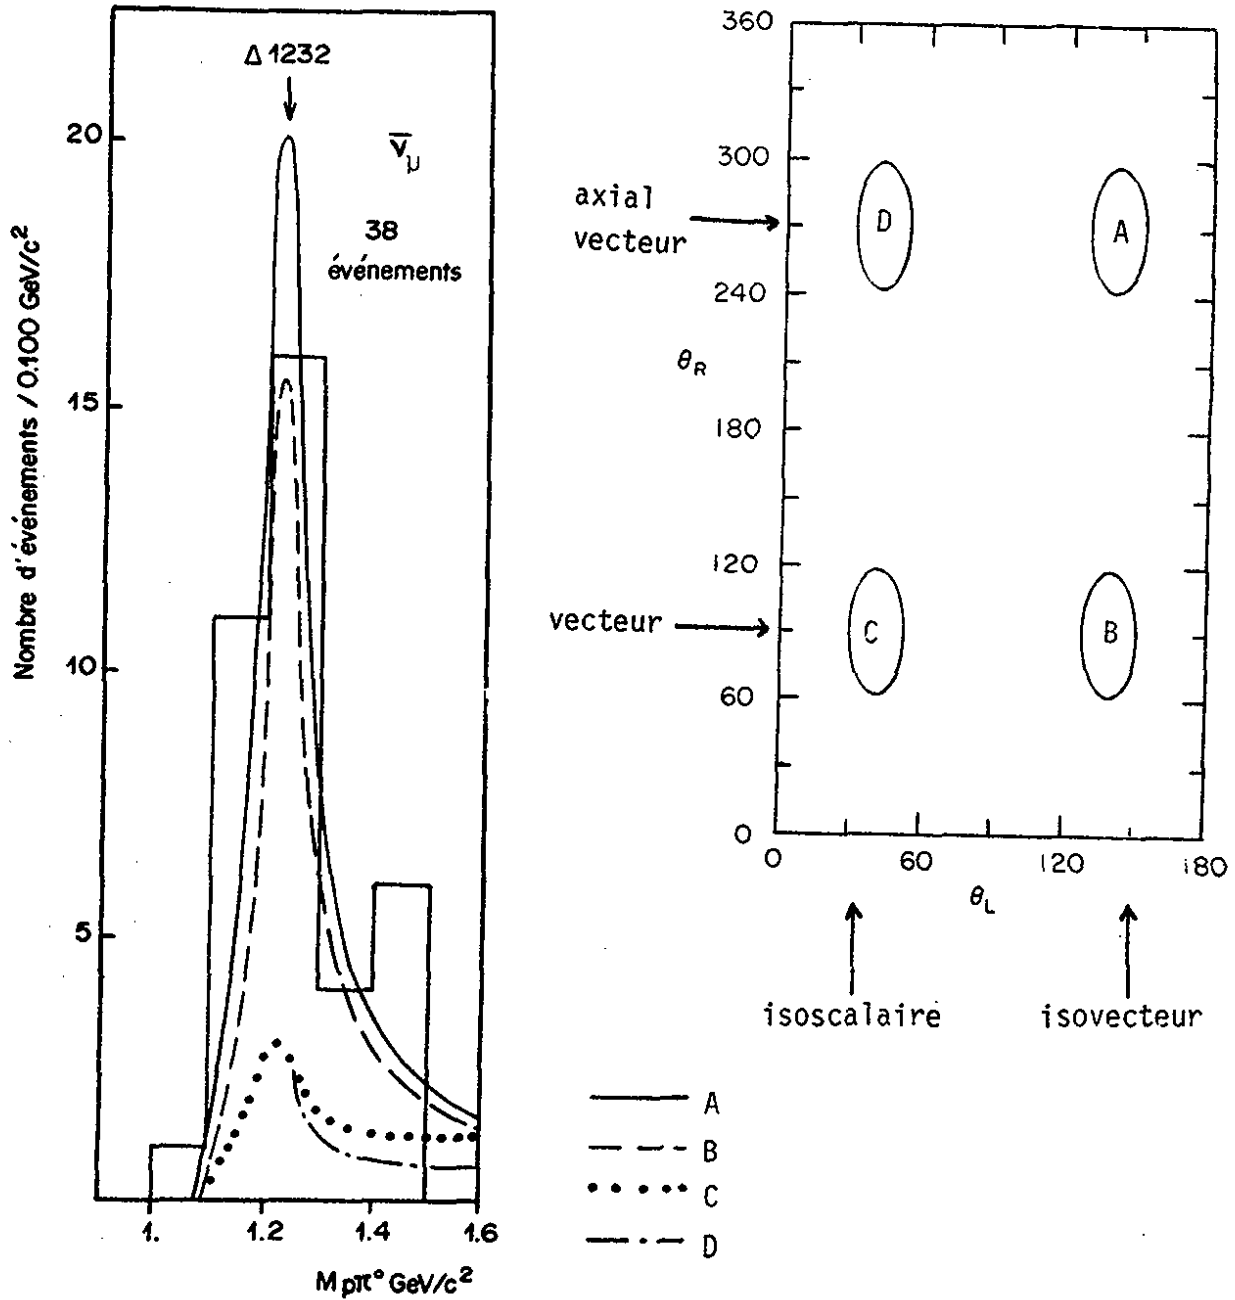 Δ 1232
ν̅μ
38
événements
20
15
10
5
Nombre d'événements / 0.100 GeV/c²
1.
1.2
1.4
1.6
M pπ° GeV/c²
360
300
240
180
120
60
0
θR
axial
vecteur
vecteur
D
A
C
B
0
60
120
180
θL
isoscalaire
isovecteur
A
B
C
D